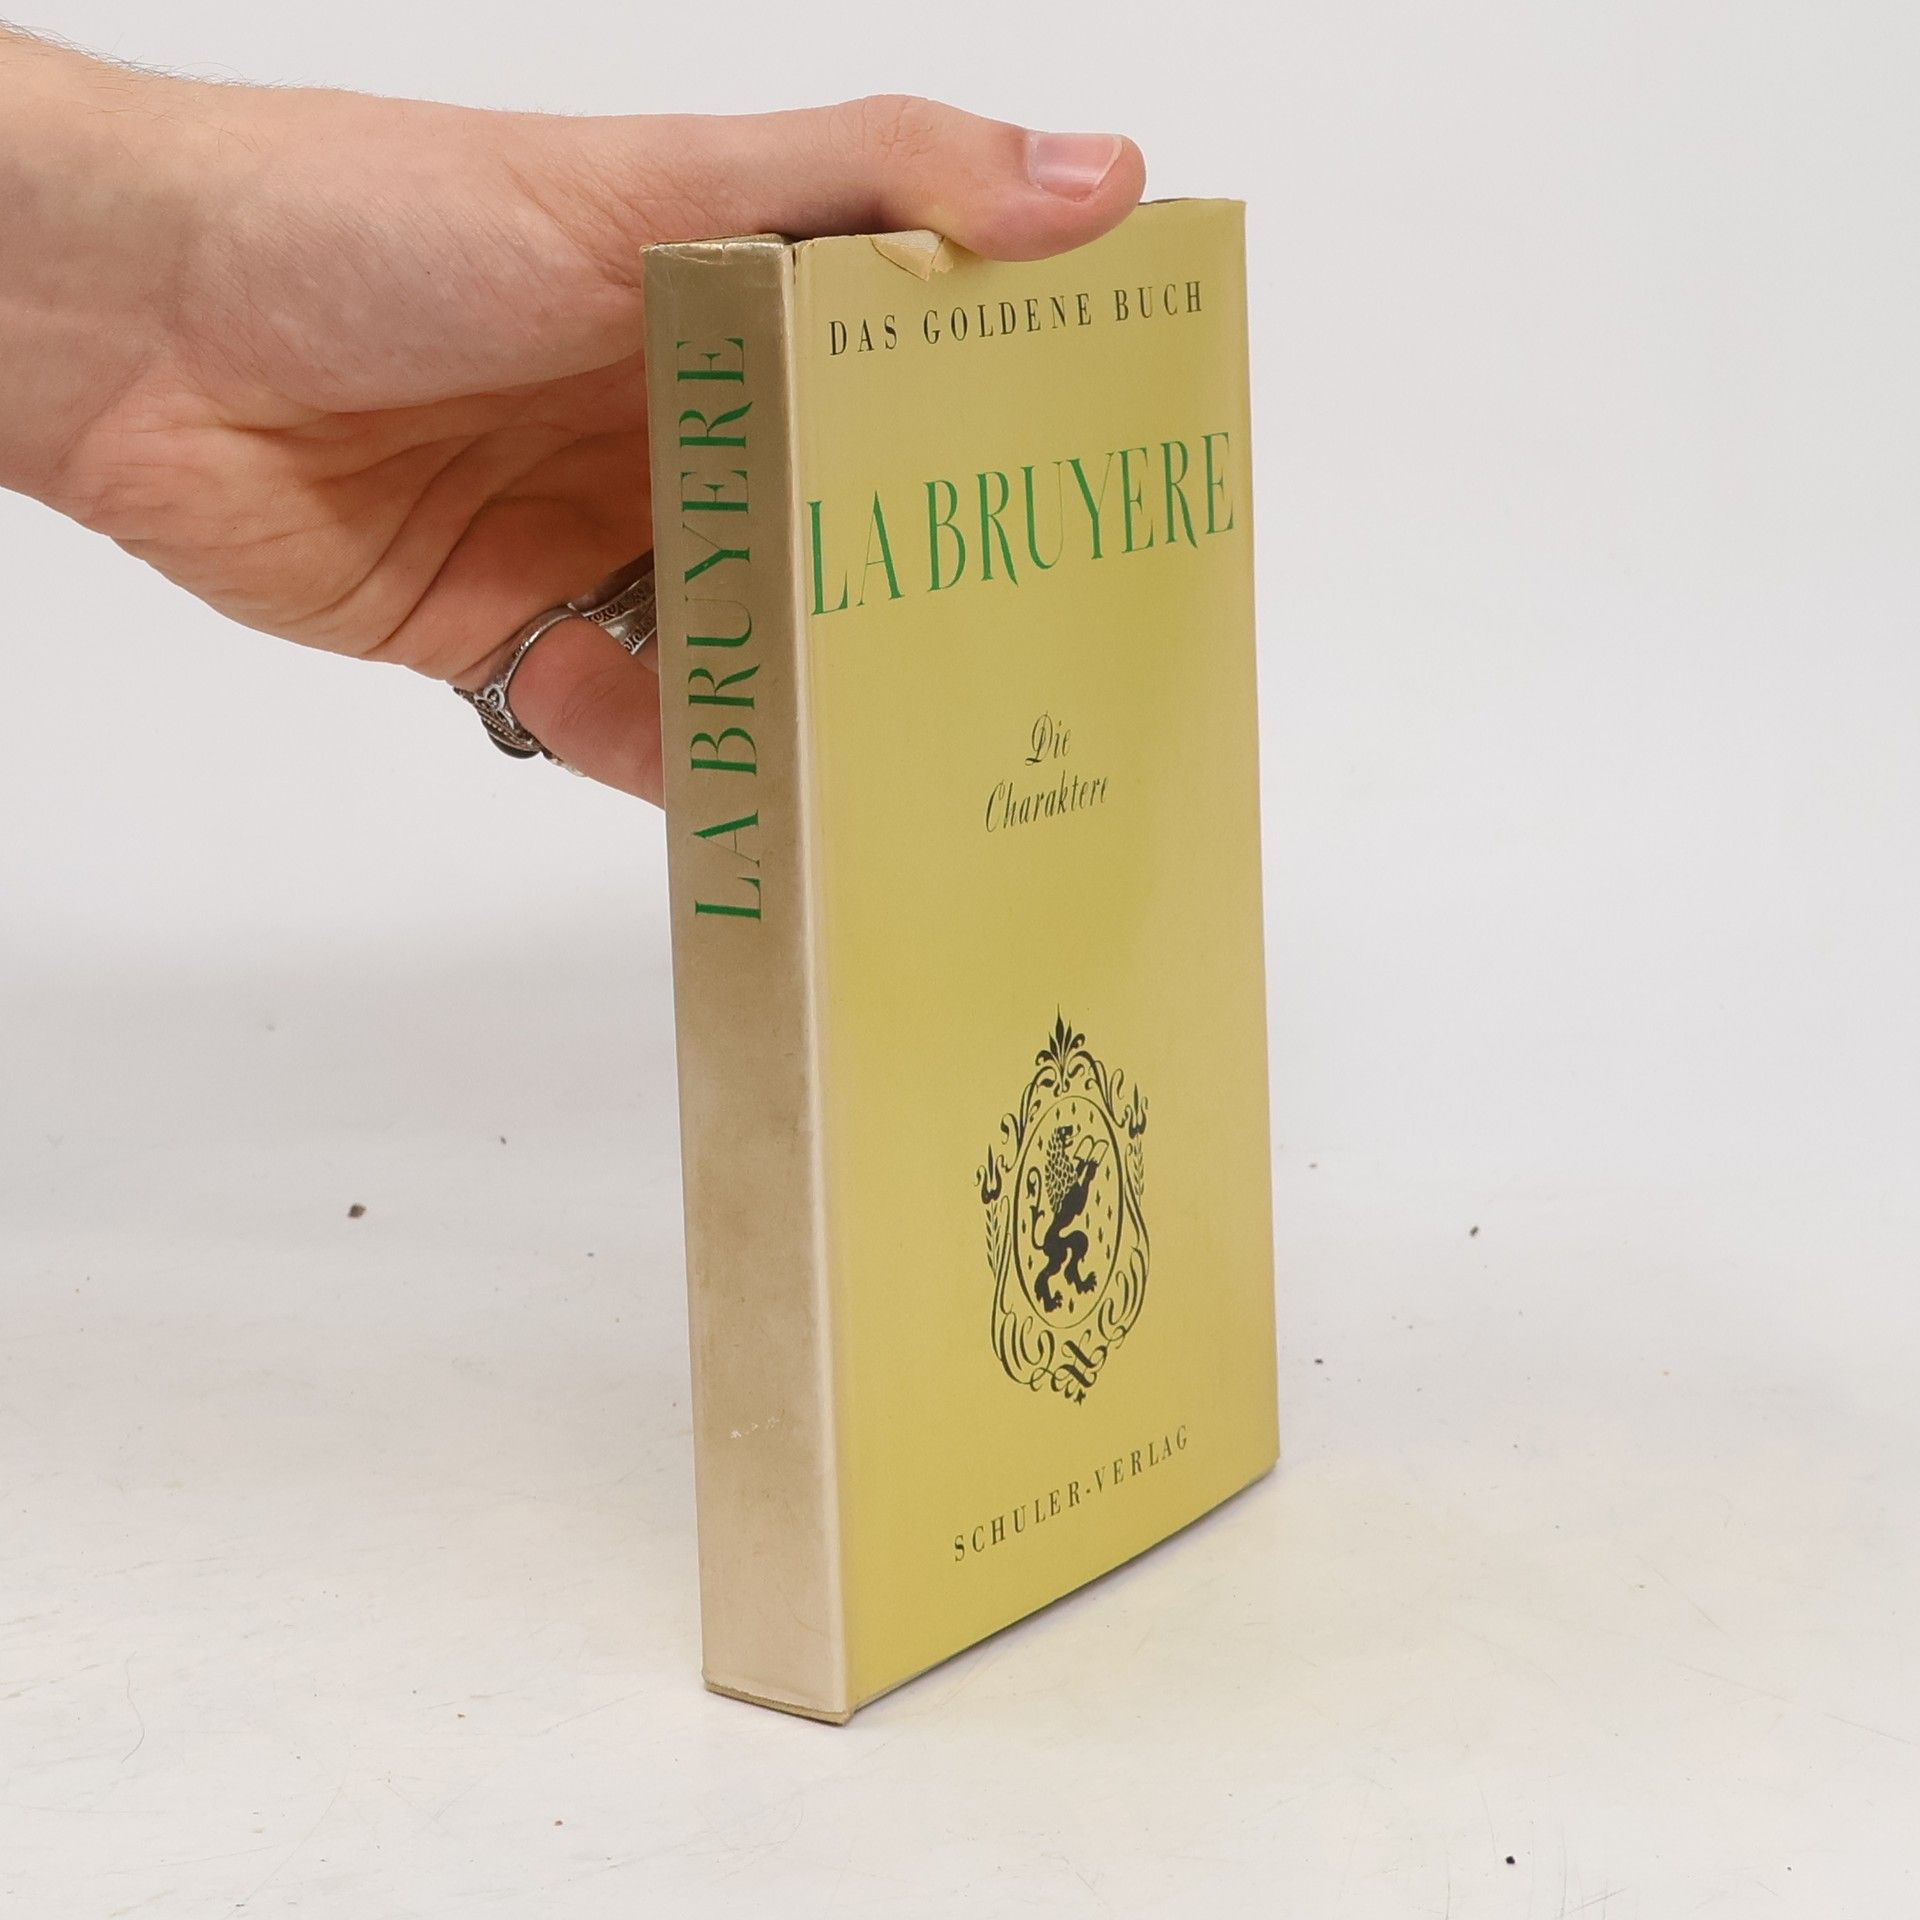 LA BRUYERE
DAS GOLDENE BUCH
LA BRUYERE
Die
Charaktere
SCHULER-VERLAG